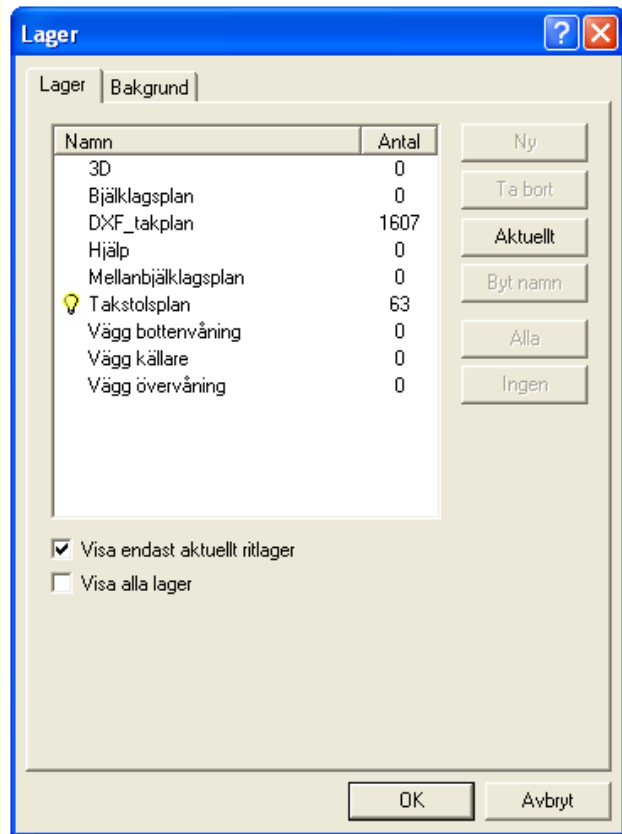 Lager
Lager Bakgrund
Namn Antal
3D 0
Bjälklagsplan 0
DXF_takplan 1607
Hjälp 0
Mellanbjälklagsplan 0
Takstolsplan 63
Vägg bottenvåning 0
Vägg källare 0
Vägg övervåning 0
Ny
Ta bort
Aktuellt
Byt namn
Alla
Ingen
Visa endast aktuellt ritlager
Visa alla lager
OK Avbryt